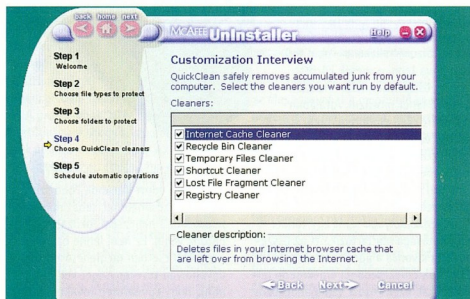 back home next
McAFEE UnInstaller
Help
Step 1
Welcome
Step 2
Choose file types to protect
Step 3
Choose folders to protect
Step 4
Choose QuickClean cleaners
Step 5
Schedule automatic operations
Customization Interview
QuickClean safely removes accumulated junk from your
computer. Select the cleaners you want run by default.
Cleaners:
Internet Cache Cleaner
Recycle Bin Cleaner
Temporary Files Cleaner
Shortcut Cleaner
Lost File Fragment Cleaner
Registry Cleaner
Cleaner description:
Deletes files in your Internet browser cache that
are left over from browsing the Internet.
Back Next Cancel